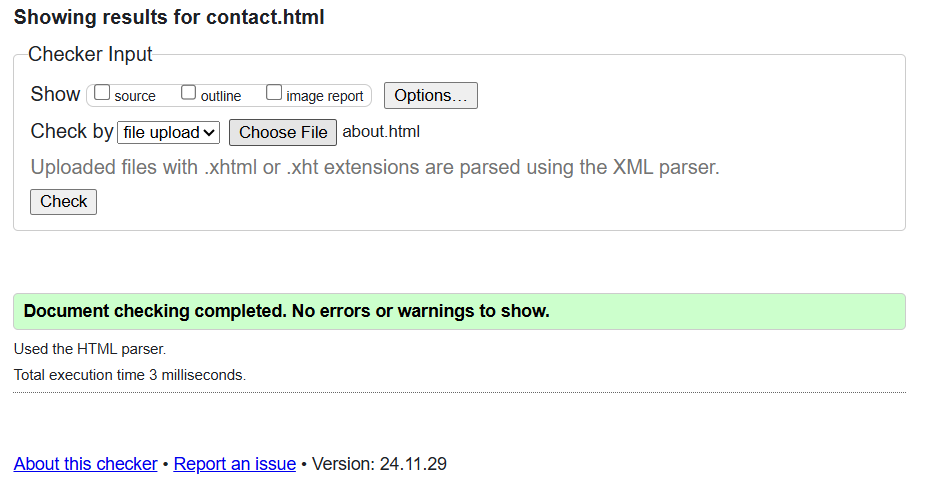 Showing results for contact.html
Checker Input
Show source outline image report Options…
Check by file upload Choose File about.html
Uploaded files with .xhtml or .xht extensions are parsed using the XML parser.
Check
Document checking completed. No errors or warnings to show.
Used the HTML parser.
Total execution time 3 milliseconds.
About this checker • Report an issue • Version: 24.11.29